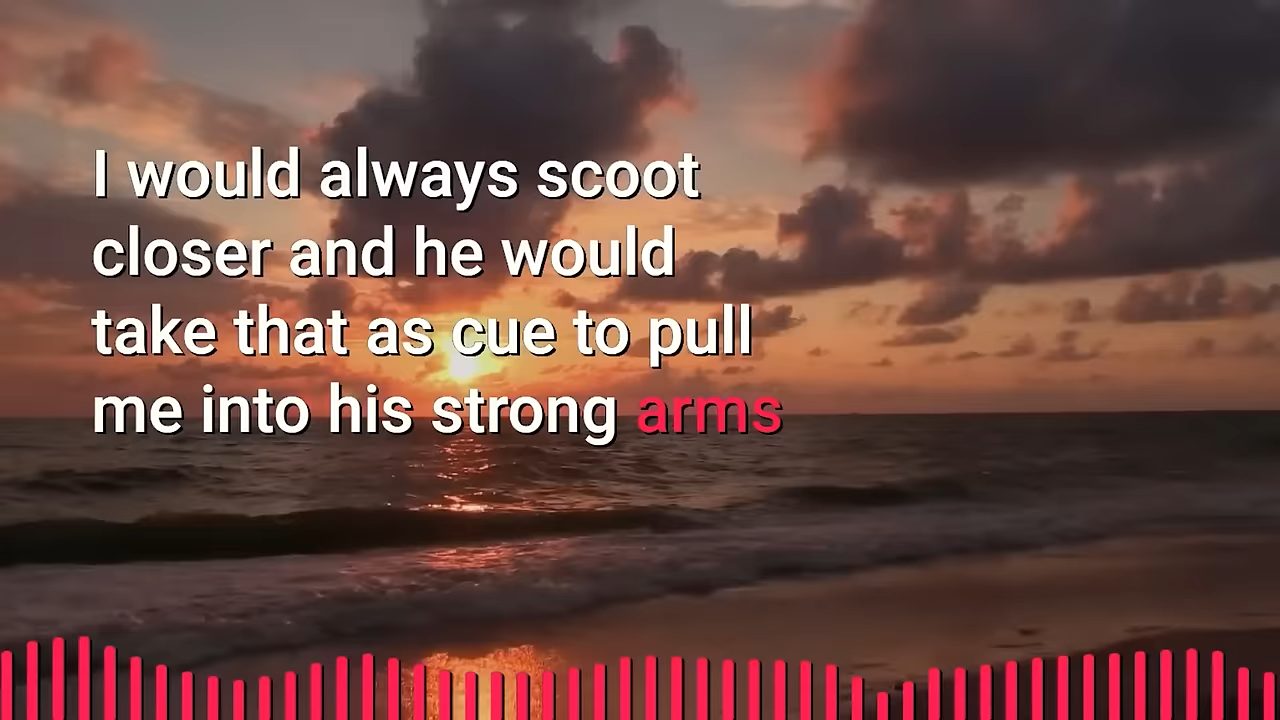 I would always scoot
closer and he would
take that as cue to pull
me into his strong arms